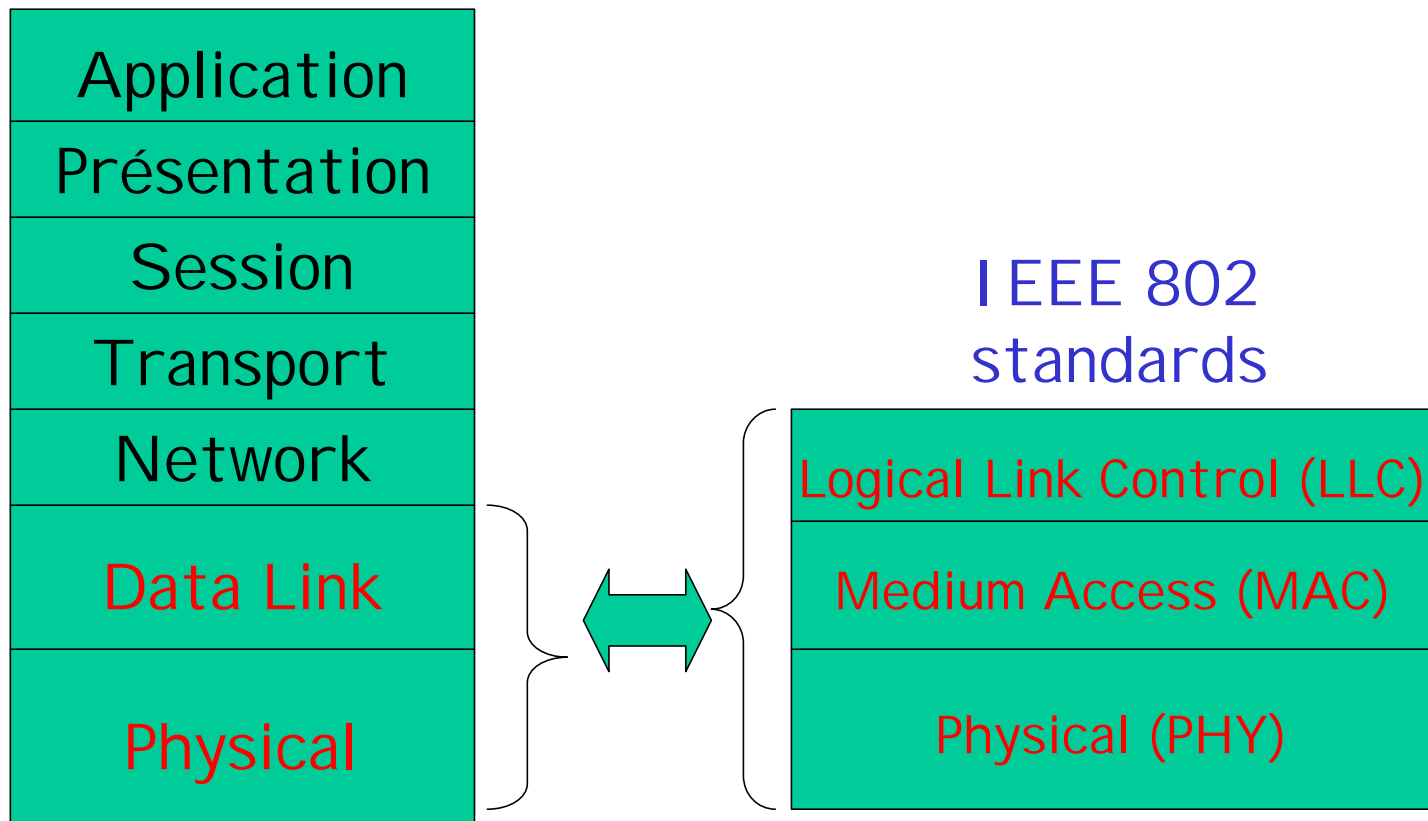 Application
Présentation
Session
Transport
Network
Data Link
Physical
IEEE 802
standards
Logical Link Control (LLC)
Medium Access (MAC)
Physical (PHY)